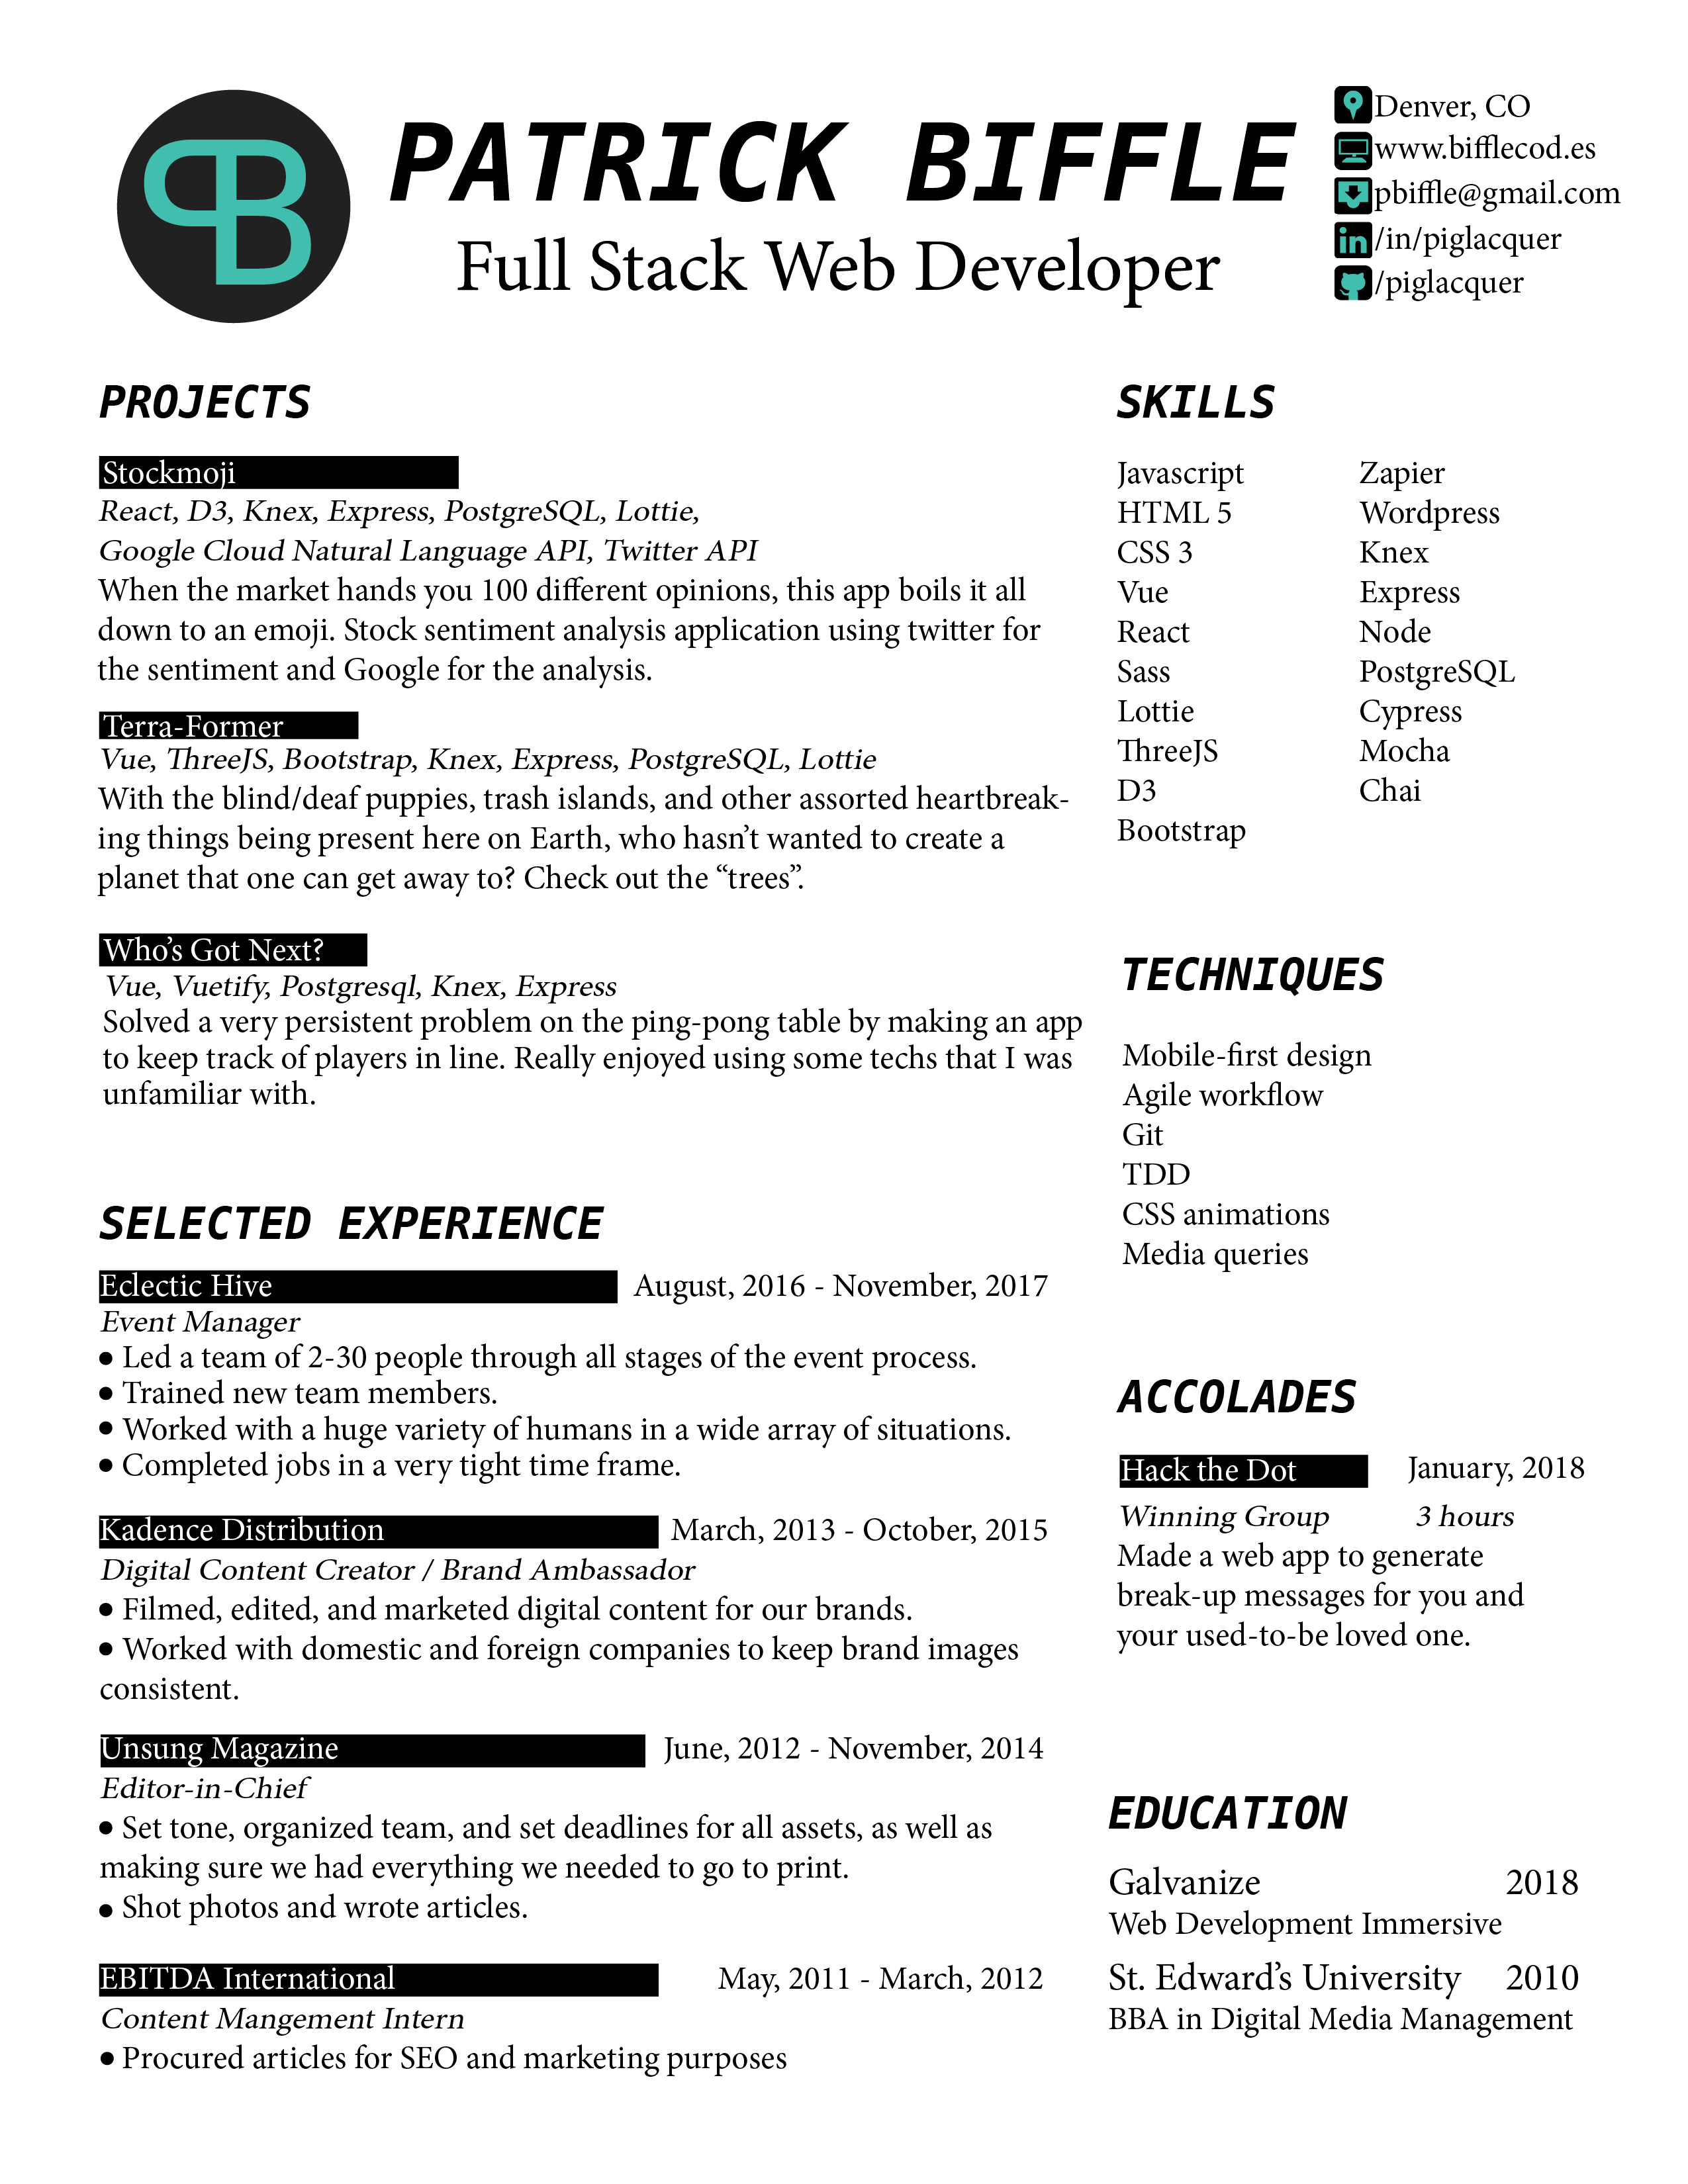 PB
PATRICK BIFFLE
Full Stack Web Developer
Denver, CO
www.bifflecod.es
pbiffle@gmail.com
in /in/piglacquer
/piglacquer
PROJECTS
Stockmoji
React, D3, Knex, Express, PostgreSQL, Lottie,
Google Cloud Natural Language API, Twitter API
When the market hands you 100 different opinions, this app boils it all
down to an emoji. Stock sentiment analysis application using twitter for
the sentiment and Google for the analysis.
Terra-Former
Vue, ThreeJS, Bootstrap, Knex, Express, PostgreSQL, Lottie
With the blind/deaf puppies, trash islands, and other assorted heartbreak-
ing things being present here on Earth, who hasn’t wanted to create a
planet that one can get away to? Check out the “trees”.
Who’s Got Next?
Vue, Vuetify, Postgresql, Knex, Express
Solved a very persistent problem on the ping-pong table by making an app
to keep track of players in line. Really enjoyed using some techs that I was
unfamiliar with.
SELECTED EXPERIENCE
Eclectic Hive August, 2016 - November, 2017
Event Manager
● Led a team of 2-30 people through all stages of the event process.
● Trained new team members.
● Worked with a huge variety of humans in a wide array of situations.
● Completed jobs in a very tight time frame.
Kadence Distribution March, 2013 - October, 2015
Digital Content Creator / Brand Ambassador
● Filmed, edited, and marketed digital content for our brands.
● Worked with domestic and foreign companies to keep brand images
consistent.
Unsung Magazine June, 2012 - November, 2014
Editor-in-Chief
● Set tone, organized team, and set deadlines for all assets, as well as
making sure we had everything we needed to go to print.
● Shot photos and wrote articles.
EBITDA International May, 2011 - March, 2012
Content Mangement Intern
● Procured articles for SEO and marketing purposes
SKILLS
Javascript
HTML 5
CSS 3
Vue
React
Sass
Lottie
ThreeJS
D3
Bootstrap
Zapier
Wordpress
Knex
Express
Node
PostgreSQL
Cypress
Mocha
Chai
TECHNIQUES
Mobile-first design
Agile workflow
Git
TDD
CSS animations
Media queries
ACCOLADES
Hack the Dot January, 2018
Winning Group 3 hours
Made a web app to generate
break-up messages for you and
your used-to-be loved one.
EDUCATION
Galvanize 2018
Web Development Immersive
St. Edward’s University 2010
BBA in Digital Media Management